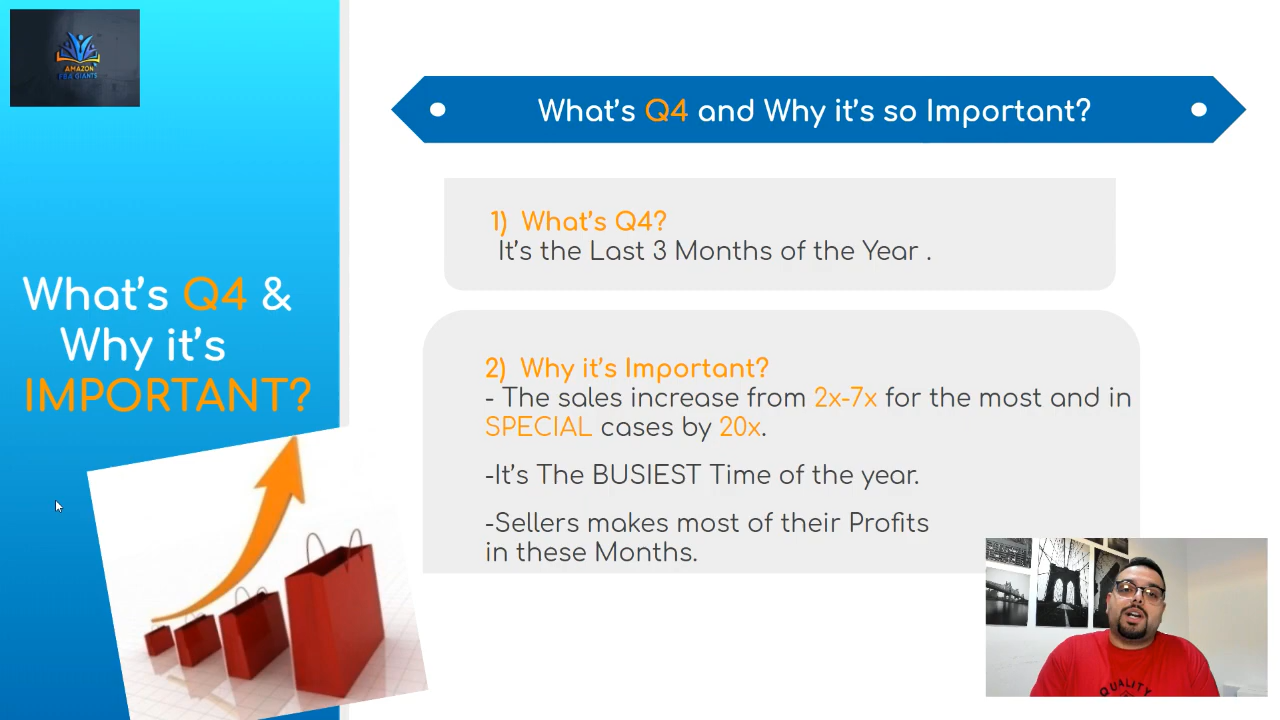 AMAZON
FBA GIANTS
What's Q4 and Why it's so Important?
1) What's Q4?
It's the Last 3 Months of the Year .
What's Q4 &
Why it's
IMPORTANT?
2) Why it's Important?
- The sales increase from 2x-7x for the most and in
SPECIAL cases by 20x.
-It's The BUSIEST Time of the year.
-Sellers makes most of their Profits
in these Months.
QUALITY